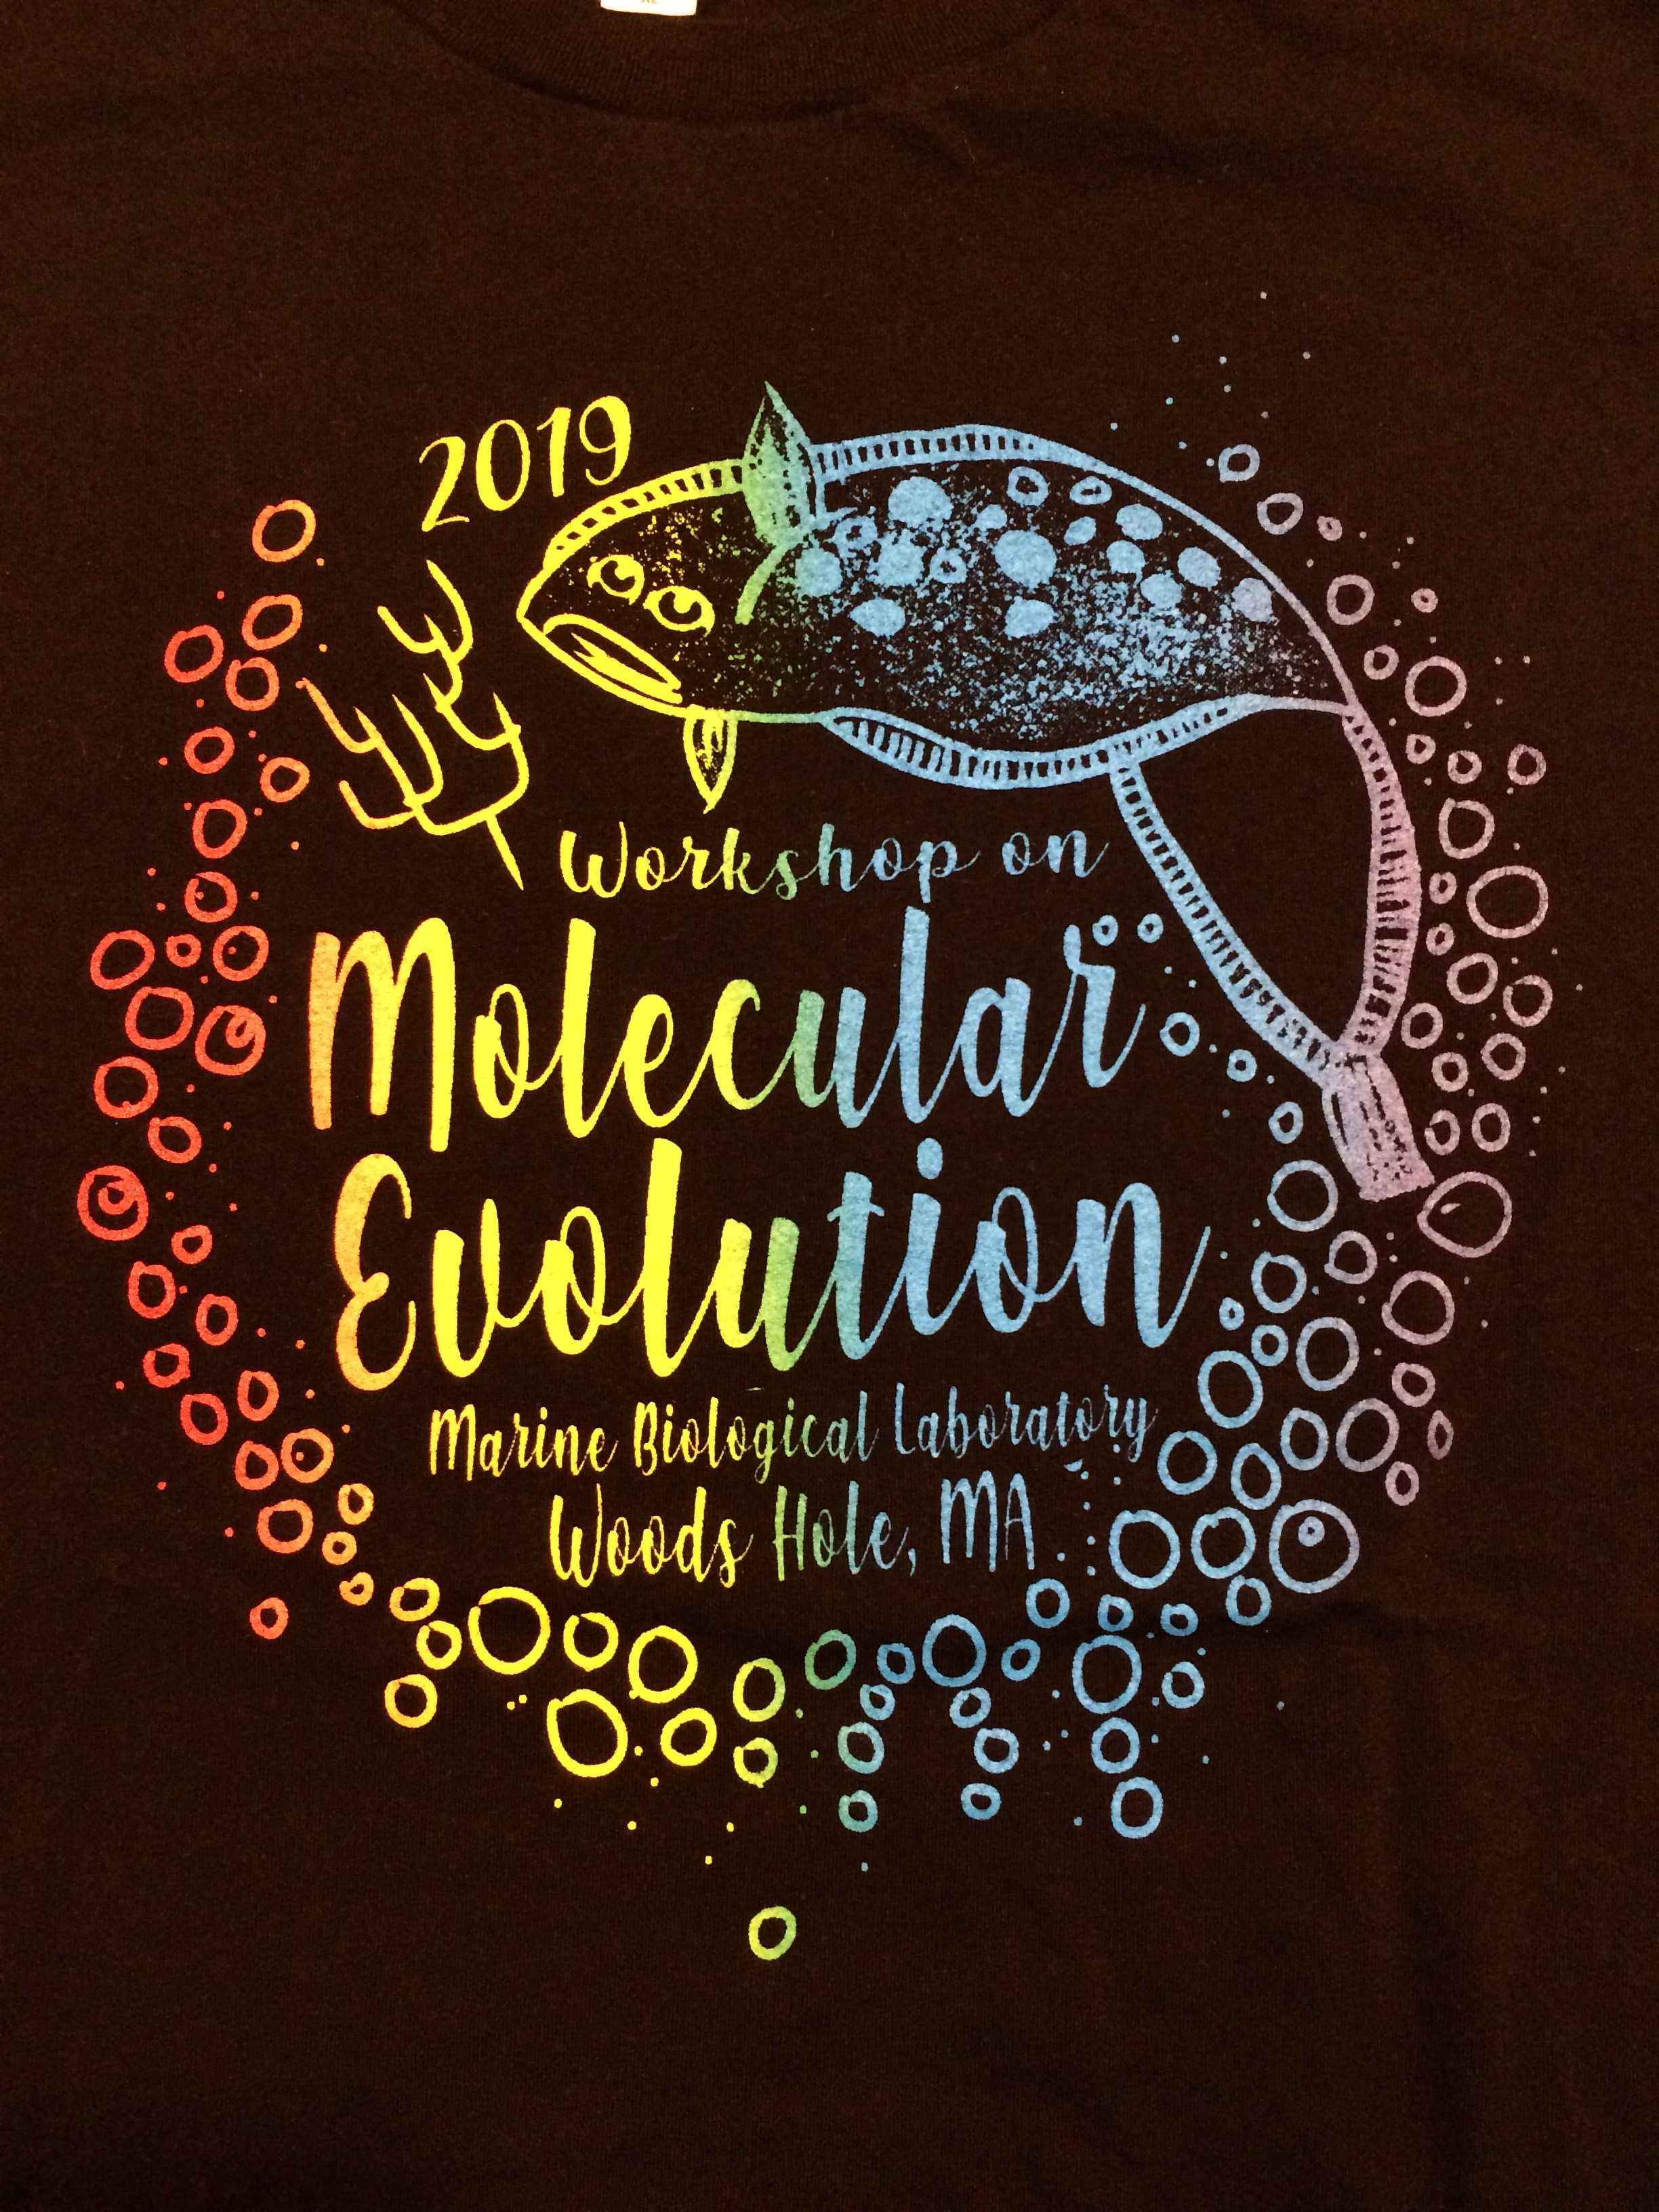 2019
Workshop on
Molecular
Evolution
Marine Biological Laboratory
Woods Hole, MA